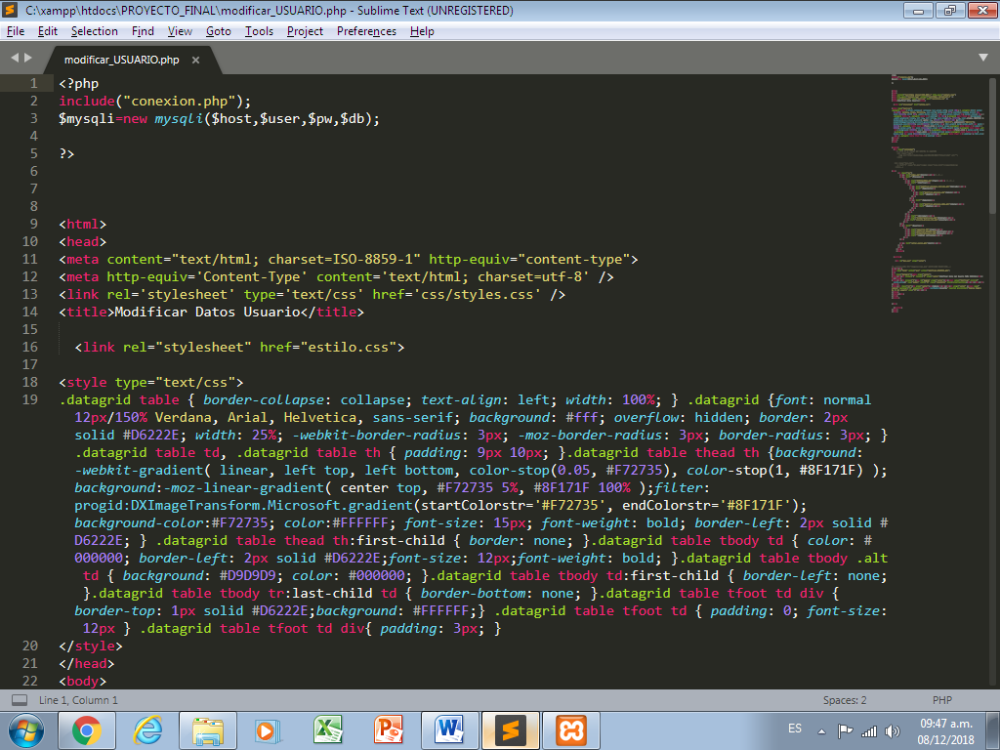 C:\xampp\htdocs\PROYECTO_FINAL\modificar_USUARIO.php - Sublime Text (UNREGISTERED)
File Edit Selection Find View Goto Tools Project Preferences Help
modificar_USUARIO.php ×
1 <?php
2 include("conexion.php");
3 $mysqli=new mysqli($host,$user,$pw,$db);
4
5 ?>
6
7
8
9 <html>
10 <head>
11 <meta content="text/html; charset=ISO-8859-1" http-equiv="content-type">
12 <meta http-equiv='Content-Type' content='text/html; charset=utf-8' />
13 <link rel='stylesheet' type='text/css' href='css/styles.css' />
14 <title>Modificar Datos Usuario</title>
15
16 <link rel="stylesheet" href="estilo.css">
17
18 <style type="text/css">
19 .datagrid table { border-collapse: collapse; text-align: left; width: 100%; } .datagrid {font: normal
12px/150% Verdana, Arial, Helvetica, sans-serif; background: #fff; overflow: hidden; border: 2px
solid #D6222E; width: 25%; -webkit-border-radius: 3px; -moz-border-radius: 3px; border-radius: 3px; }
.datagrid table td, .datagrid table th { padding: 9px 10px; }.datagrid table thead th {background:
-webkit-gradient( linear, left top, left bottom, color-stop(0.05, #F72735), color-stop(1, #8F171F) );
background:-moz-linear-gradient( center top, #F72735 5%, #8F171F 100% );filter:
progid:DXImageTransform.Microsoft.gradient(startColorstr='#F72735', endColorstr='#8F171F');
background-color:#F72735; color:#FFFFFF; font-size: 15px; font-weight: bold; border-left: 2px solid #
D6222E; } .datagrid table thead th:first-child { border: none; }.datagrid table tbody td { color: #
000000; border-left: 2px solid #D6222E;font-size: 12px;font-weight: bold; }.datagrid table tbody .alt
td { background: #D9D9D9; color: #000000; }.datagrid table tbody td:first-child { border-left: none;
}.datagrid table tbody tr:last-child td { border-bottom: none; }.datagrid table tfoot td div {
border-top: 1px solid #D6222E;background: #FFFFFF;} .datagrid table tfoot td { padding: 0; font-size:
12px } .datagrid table tfoot td div{ padding: 3px; }
20 </style>
21 </head>
22 <body>
Line 1, Column 1 Spaces: 2 PHP
ES 09:47 a.m.
08/12/2018